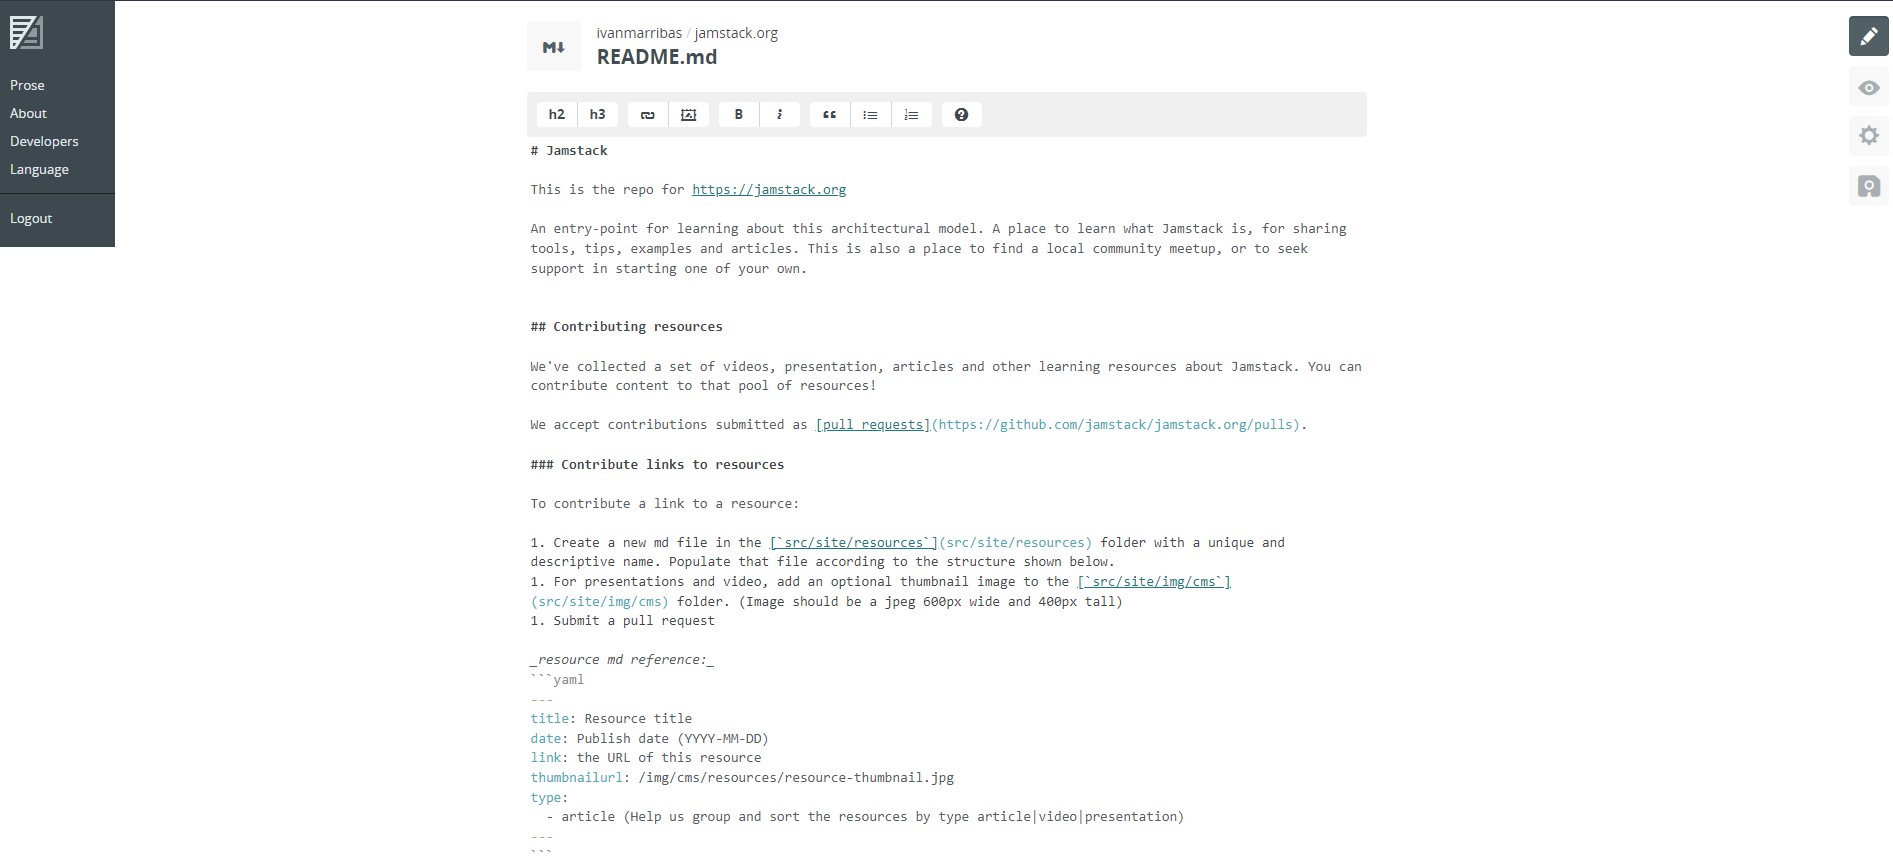 Prose
About
Developers
Language
Logout
M↓
ivanmarribas / jamstack.org
README.md
h2 h3 B i “
# Jamstack
This is the repo for https://jamstack.org
An entry-point for learning about this architectural model. A place to learn what Jamstack is, for sharing
tools, tips, examples and articles. This is also a place to find a local community meetup, or to seek
support in starting one of your own.
## Contributing resources
We've collected a set of videos, presentation, articles and other learning resources about Jamstack. You can
contribute content to that pool of resources!
We accept contributions submitted as [pull requests](https://github.com/jamstack/jamstack.org/pulls).
### Contribute links to resources
To contribute a link to a resource:
1. Create a new md file in the [`src/site/resources`](src/site/resources) folder with a unique and
descriptive name. Populate that file according to the structure shown below.
1. For presentations and video, add an optional thumbnail image to the [`src/site/img/cms`]
(src/site/img/cms) folder. (Image should be a jpeg 600px wide and 400px tall)
1. Submit a pull request
_resource md reference:_
```yaml
---
title: Resource title
date: Publish date (YYYY-MM-DD)
link: the URL of this resource
thumbnailurl: /img/cms/resources/resource-thumbnail.jpg
type:
  - article (Help us group and sort the resources by type article|video|presentation)
---
```